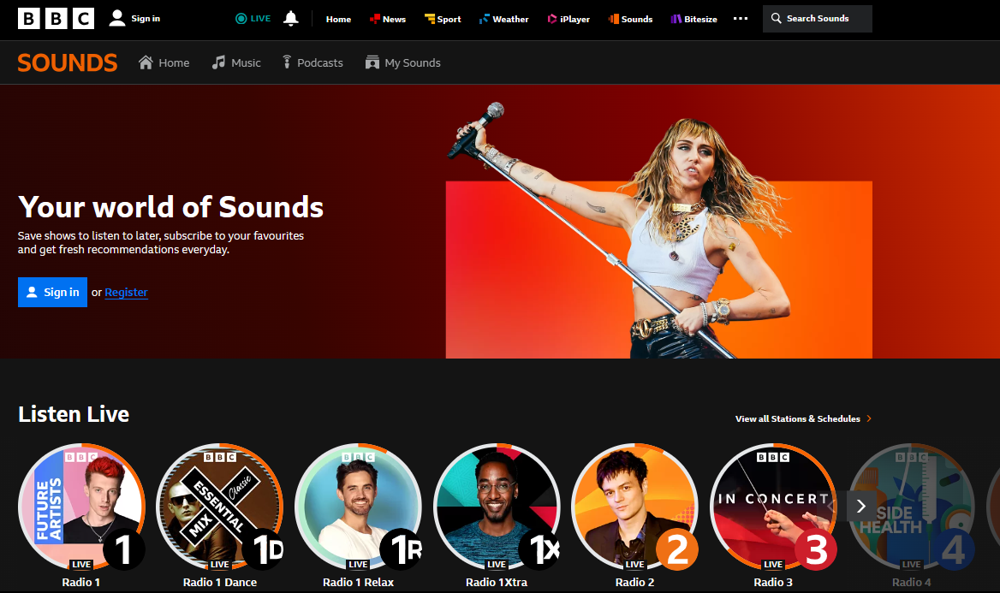 BBC
Sign in
LIVE
Home
News
Sport
Weather
iPlayer
Sounds
Bitesize
Search Sounds
SOUNDS
Home
Music
Podcasts
My Sounds
Your world of Sounds
Save shows to listen to later, subscribe to your favourites
and get fresh recommendations everyday.
Sign in or Register
Listen Live
View all Stations & Schedules
BBC
FUTURE
ARTISTS
1
LIVE
Radio 1
BBC
Classic
ESSENTIAL
MIX
1D
LIVE
Radio 1 Dance
BBC
1R
LIVE
Radio 1 Relax
1X
LIVE
Radio 1Xtra
2
LIVE
Radio 2
BBC
IN CONCERT
3
LIVE
Radio 3
BBC
SIDE
HEALTH
4
LIVE
Radio 4